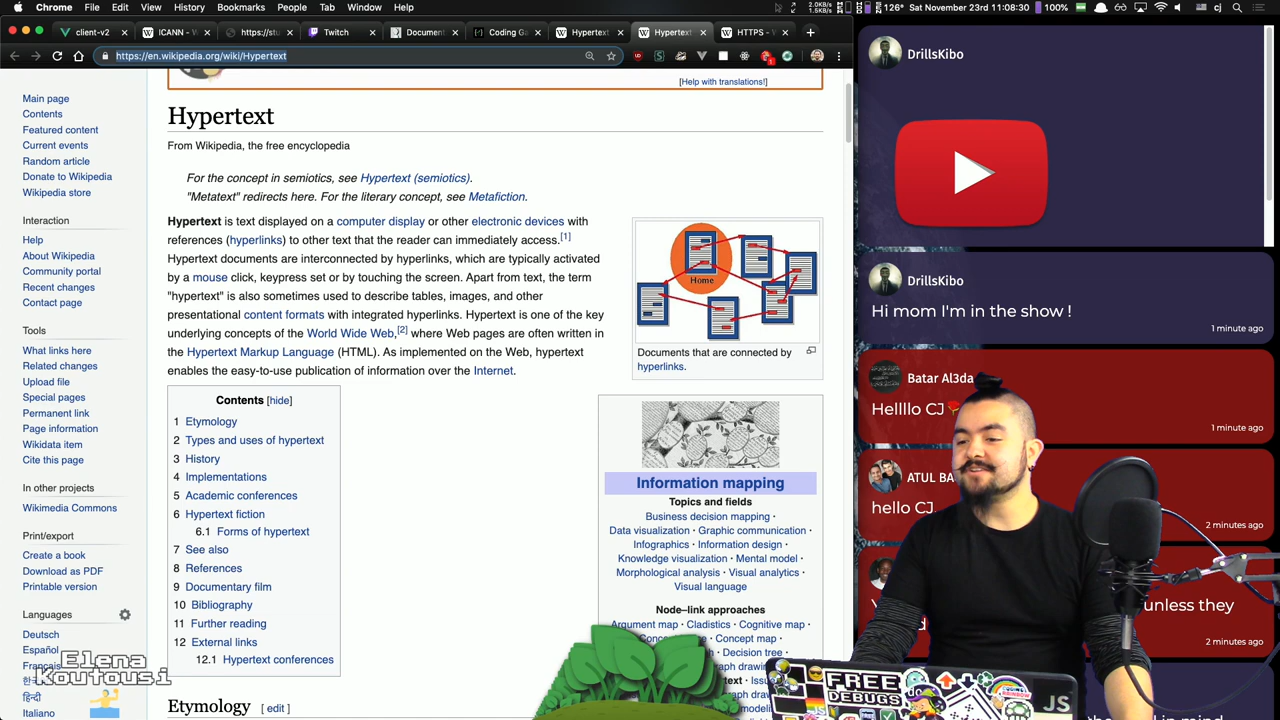 Chrome File Edit View History Bookmarks People Tab Window Help
2.0KB/s
1.5KB/s
126° Sat November 23rd 11:08:30 100% cj
client-v2
ICANN - W
https://stu
Twitch
Document
Coding Ga
Hypertext
Hypertext
HTTPS - W
https://en.wikipedia.org/wiki/Hypertext
[Help with translations!]
Main page
Contents
Featured content
Current events
Random article
Donate to Wikipedia
Wikipedia store
Interaction
Help
About Wikipedia
Community portal
Recent changes
Contact page
Tools
What links here
Related changes
Upload file
Special pages
Permanent link
Page information
Wikidata item
Cite this page
In other projects
Wikimedia Commons
Print/export
Create a book
Download as PDF
Printable version
Languages
Deutsch
Español
Français
हिन्दी
Italiano
Elena
Koutousi
Hypertext
From Wikipedia, the free encyclopedia
For the concept in semiotics, see Hypertext (semiotics).
"Metatext" redirects here. For the literary concept, see Metafiction.
Hypertext is text displayed on a computer display or other electronic devices with
references (hyperlinks) to other text that the reader can immediately access.[1]
Hypertext documents are interconnected by hyperlinks, which are typically activated
by a mouse click, keypress set or by touching the screen. Apart from text, the term
"hypertext" is also sometimes used to describe tables, images, and other
presentational content formats with integrated hyperlinks. Hypertext is one of the key
underlying concepts of the World Wide Web,[2] where Web pages are often written in
the Hypertext Markup Language (HTML). As implemented on the Web, hypertext
enables the easy-to-use publication of information over the Internet.
Contents [hide]
1 Etymology
2 Types and uses of hypertext
3 History
4 Implementations
5 Academic conferences
6 Hypertext fiction
6.1 Forms of hypertext
7 See also
8 References
9 Documentary film
10 Bibliography
11 Further reading
12 External links
12.1 Hypertext conferences
Etymology [ edit ]
Home
Documents that are connected by
hyperlinks.
Information mapping
Topics and fields
Business decision mapping ·
Data visualization · Graphic communication ·
Infographics · Information design ·
Knowledge visualization · Mental model ·
Morphological analysis · Visual analytics ·
Visual language
Node–link approaches
Argument map · Cladistics · Cognitive map ·
Concept map ·
Decision tree ·
DrillsKibo
DrillsKibo
Hi mom I'm in the show !
1 minute ago
Batar Al3da
Hellllo CJ
1 minute ago
ATUL BA
hello CJ
2 minutes ago
unless they
2 minutes ago
FREE
DEBUGS
JS